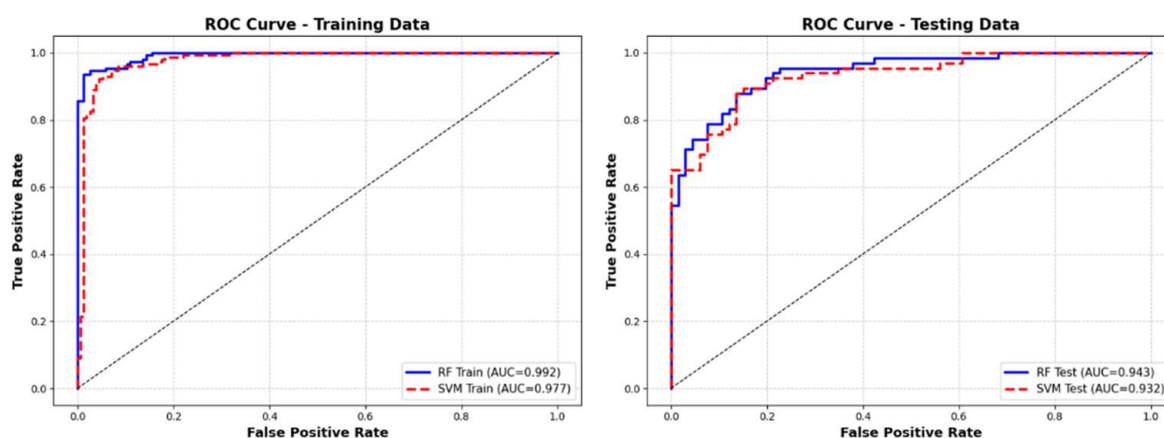 ROC Curve - Training Data
True Positive Rate
1.0
0.8
0.6
0.4
0.2
0.0
RF Train (AUC=0.992)
SVM Train (AUC=0.977)
0.0 0.2 0.4 0.6 0.8 1.0
False Positive Rate
ROC Curve - Testing Data
True Positive Rate
1.0
0.8
0.6
0.4
0.2
0.0
RF Test (AUC=0.943)
SVM Test (AUC=0.932)
0.0 0.2 0.4 0.6 0.8 1.0
False Positive Rate